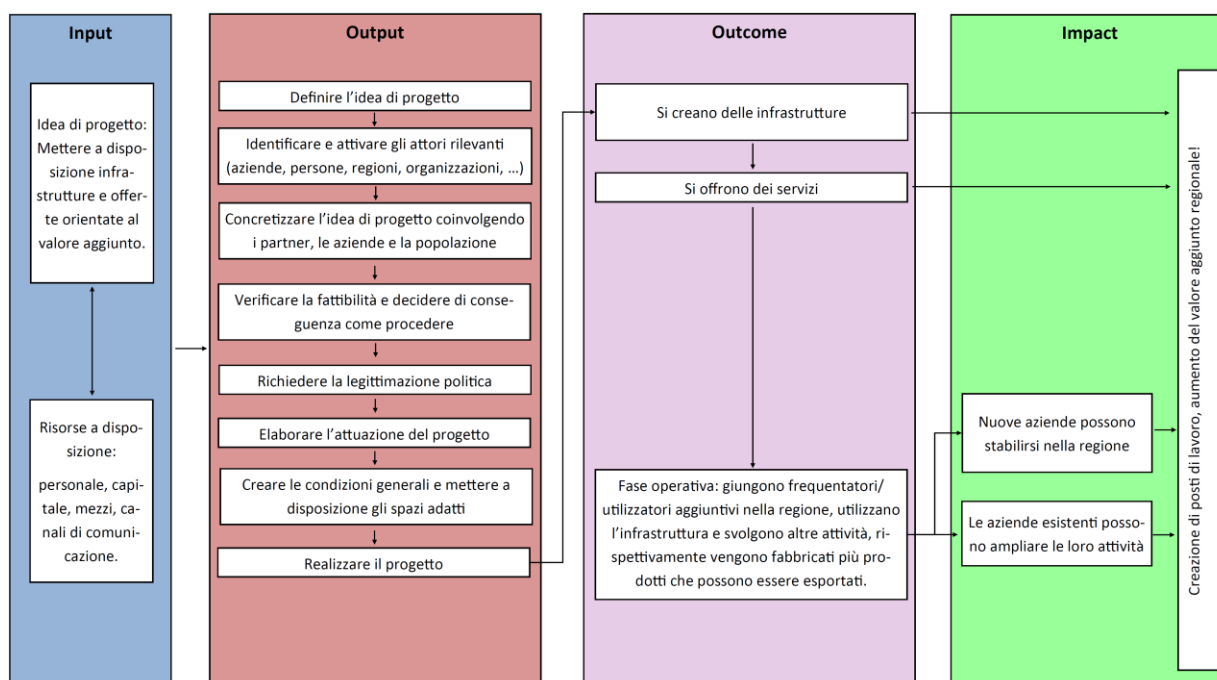 Input
Idea di progetto:
Mettere a dispo-
sizione infra-
strutture e offer-
te orientate al
valore aggiunto.
Risorse a dispo-
sizione:
personale, capi-
tale, mezzi, ca-
nali di comuni-
cazione.
Output
Definire l’idea di progetto
Identificare e attivare gli attori rilevanti
(aziende, persone, regioni, organizzazioni, ...)
Concretizzare l’idea di progetto coinvolgendo
i partner, le aziende e la popolazione
Verificare la fattibilità e decidere di conse-
guenza come procedere
Richiedere la legittimazione politica
Elaborare l’attuazione del progetto
Creare le condizioni generali e mettere a
disposizione gli spazi adatti
Realizzare il progetto
Outcome
Si creano delle infrastrutture
Si offrono dei servizi
Fase operativa: giungono frequentatori/
utilizzatori aggiuntivi nella regione, utilizzano
l’infrastruttura e svolgono altre attività, ri-
spettivamente vengono fabbricati più pro-
dotti che possono essere esportati.
Impact
Nuove aziende possono
stabilirsi nella regione
Le aziende esistenti posso-
no ampliare le loro attività
Creazione di posti di lavoro, aumento del valore aggiunto regionale!